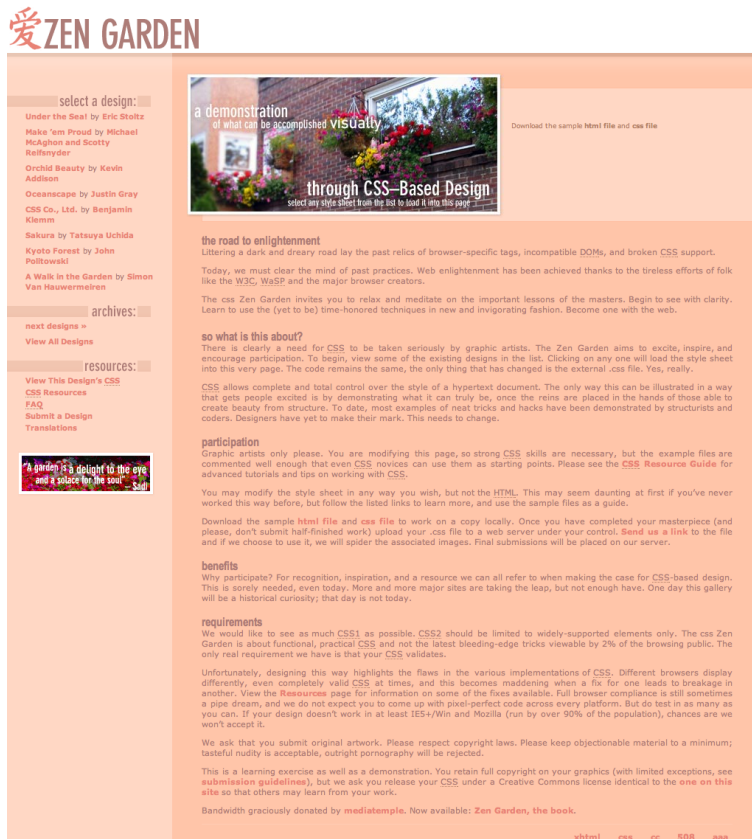 爱 ZEN GARDEN
select a design:
Under the Sea! by Eric Stoltz
Make 'em Proud by Michael
McAghon and Scotty
Reifsnyder
Orchid Beauty by Kevin
Addison
Oceanscape by Justin Gray
CSS Co., Ltd. by Benjamin
Klemm
Sakura by Tatsuya Uchida
Kyoto Forest by John
Politowski
A Walk in the Garden by Simon
Van Hauwermeiren
archives:
next designs »
View All Designs
resources:
View This Design's CSS
CSS Resources
FAQ
Submit a Design
Translations
"A garden is a delight to the eye
and a solace for the soul"
– Sadi
a demonstration
of what can be accomplished visually
through CSS–Based Design
select any style sheet from the list to load it into this page
Download the sample html file and css file
the road to enlightenment
Littering a dark and dreary road lay the past relics of browser-specific tags, incompatible DOMs, and broken CSS support.
Today, we must clear the mind of past practices. Web enlightenment has been achieved thanks to the tireless efforts of folk
like the W3C, WaSP and the major browser creators.
The css Zen Garden invites you to relax and meditate on the important lessons of the masters. Begin to see with clarity.
Learn to use the (yet to be) time-honored techniques in new and invigorating fashion. Become one with the web.
so what is this about?
There is clearly a need for CSS to be taken seriously by graphic artists. The Zen Garden aims to excite, inspire, and
encourage participation. To begin, view some of the existing designs in the list. Clicking on any one will load the style sheet
into this very page. The code remains the same, the only thing that has changed is the external .css file. Yes, really.
CSS allows complete and total control over the style of a hypertext document. The only way this can be illustrated in a way
that gets people excited is by demonstrating what it can truly be, once the reins are placed in the hands of those able to
create beauty from structure. To date, most examples of neat tricks and hacks have been demonstrated by structurists and
coders. Designers have yet to make their mark. This needs to change.
participation
Graphic artists only please. You are modifying this page, so strong CSS skills are necessary, but the example files are
commented well enough that even CSS novices can use them as starting points. Please see the CSS Resource Guide for
advanced tutorials and tips on working with CSS.
You may modify the style sheet in any way you wish, but not the HTML. This may seem daunting at first if you've never
worked this way before, but follow the listed links to learn more, and use the sample files as a guide.
Download the sample html file and css file to work on a copy locally. Once you have completed your masterpiece (and
please, don't submit half-finished work) upload your .css file to a web server under your control. Send us a link to the file
and if we choose to use it, we will spider the associated images. Final submissions will be placed on our server.
benefits
Why participate? For recognition, inspiration, and a resource we can all refer to when making the case for CSS-based design.
This is sorely needed, even today. More and more major sites are taking the leap, but not enough have. One day this gallery
will be a historical curiosity; that day is not today.
requirements
We would like to see as much CSS1 as possible. CSS2 should be limited to widely-supported elements only. The css Zen
Garden is about functional, practical CSS and not the latest bleeding-edge tricks viewable by 2% of the browsing public. The
only real requirement we have is that your CSS validates.
Unfortunately, designing this way highlights the flaws in the various implementations of CSS. Different browsers display
differently, even completely valid CSS at times, and this becomes maddening when a fix for one leads to breakage in
another. View the Resources page for information on some of the fixes available. Full browser compliance is still sometimes
a pipe dream, and we do not expect you to come up with pixel-perfect code across every platform. But do test in as many as
you can. If your design doesn't work in at least IE5+/Win and Mozilla (run by over 90% of the population), chances are we
won't accept it.
We ask that you submit original artwork. Please respect copyright laws. Please keep objectionable material to a minimum;
tasteful nudity is acceptable, outright pornography will be rejected.
This is a learning exercise as well as a demonstration. You retain full copyright on your graphics (with limited exceptions, see
submission guidelines), but we ask you release your CSS under a Creative Commons license identical to the one on this
site so that others may learn from your work.
Bandwidth graciously donated by mediatemple. Now available: Zen Garden, the book.
xhtml css cc 508 aaa